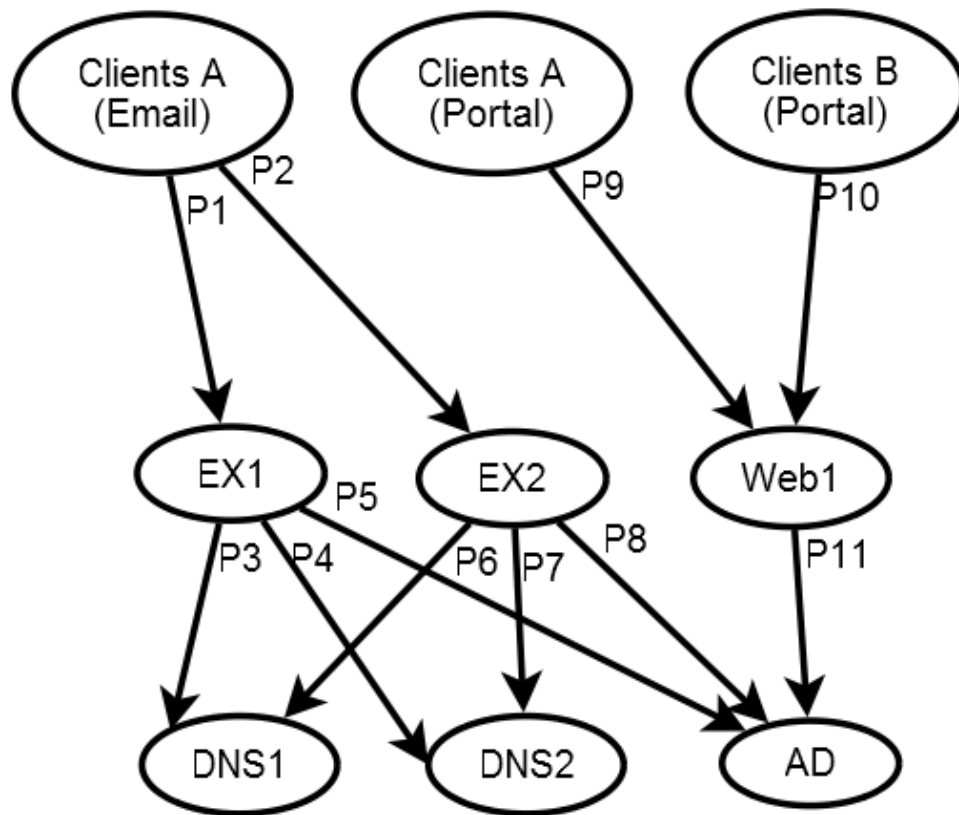 Clients A
(Email)
Clients A
(Portal)
Clients B
(Portal)
P2
P1
P9
P10
EX1
EX2
Web1
P5
P3
P4
P6
P7
P8
P11
DNS1
DNS2
AD